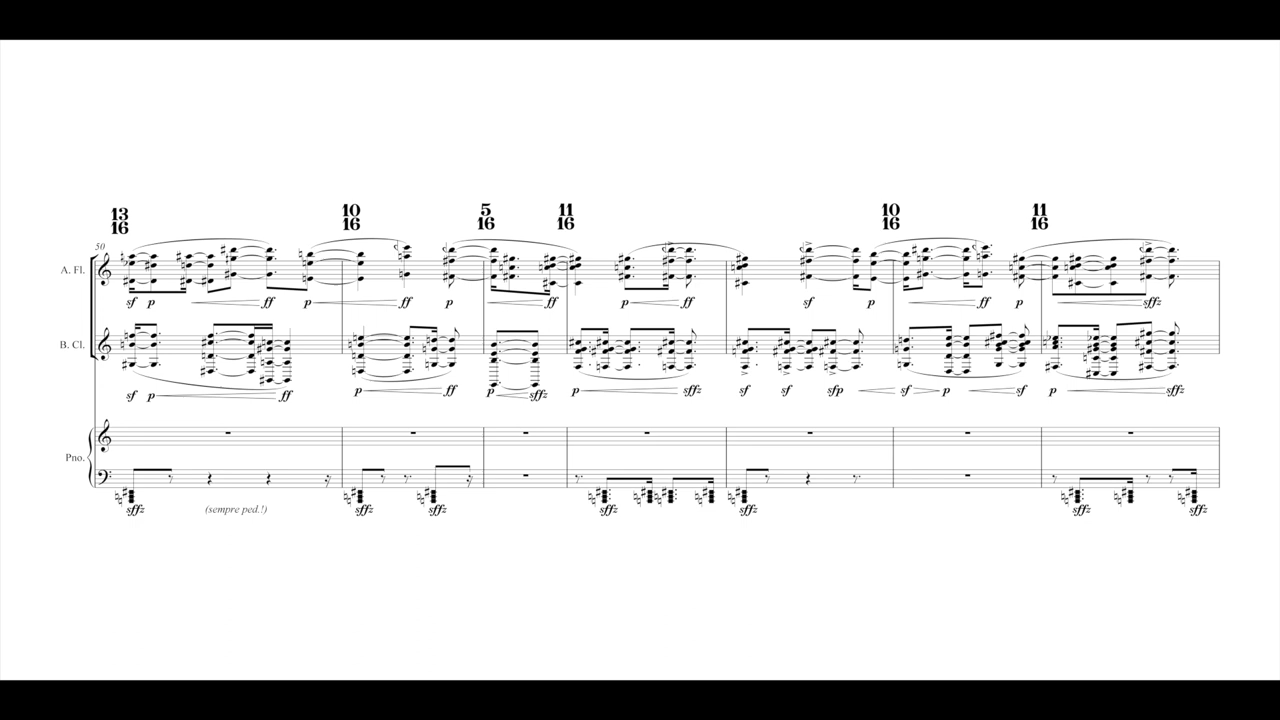 13 10 5 11 10 11
16 16 16 16 16 16
50
A. Fl.
sf p ff p ff p ff p ff sf p ff p sffz
B. Cl.
sf p ff p ff p sffz p sffz sf sf sfp sf p sf p sffz
Pno.
sffz (sempre ped.!) sffz sffz sffz sffz sffz sffz